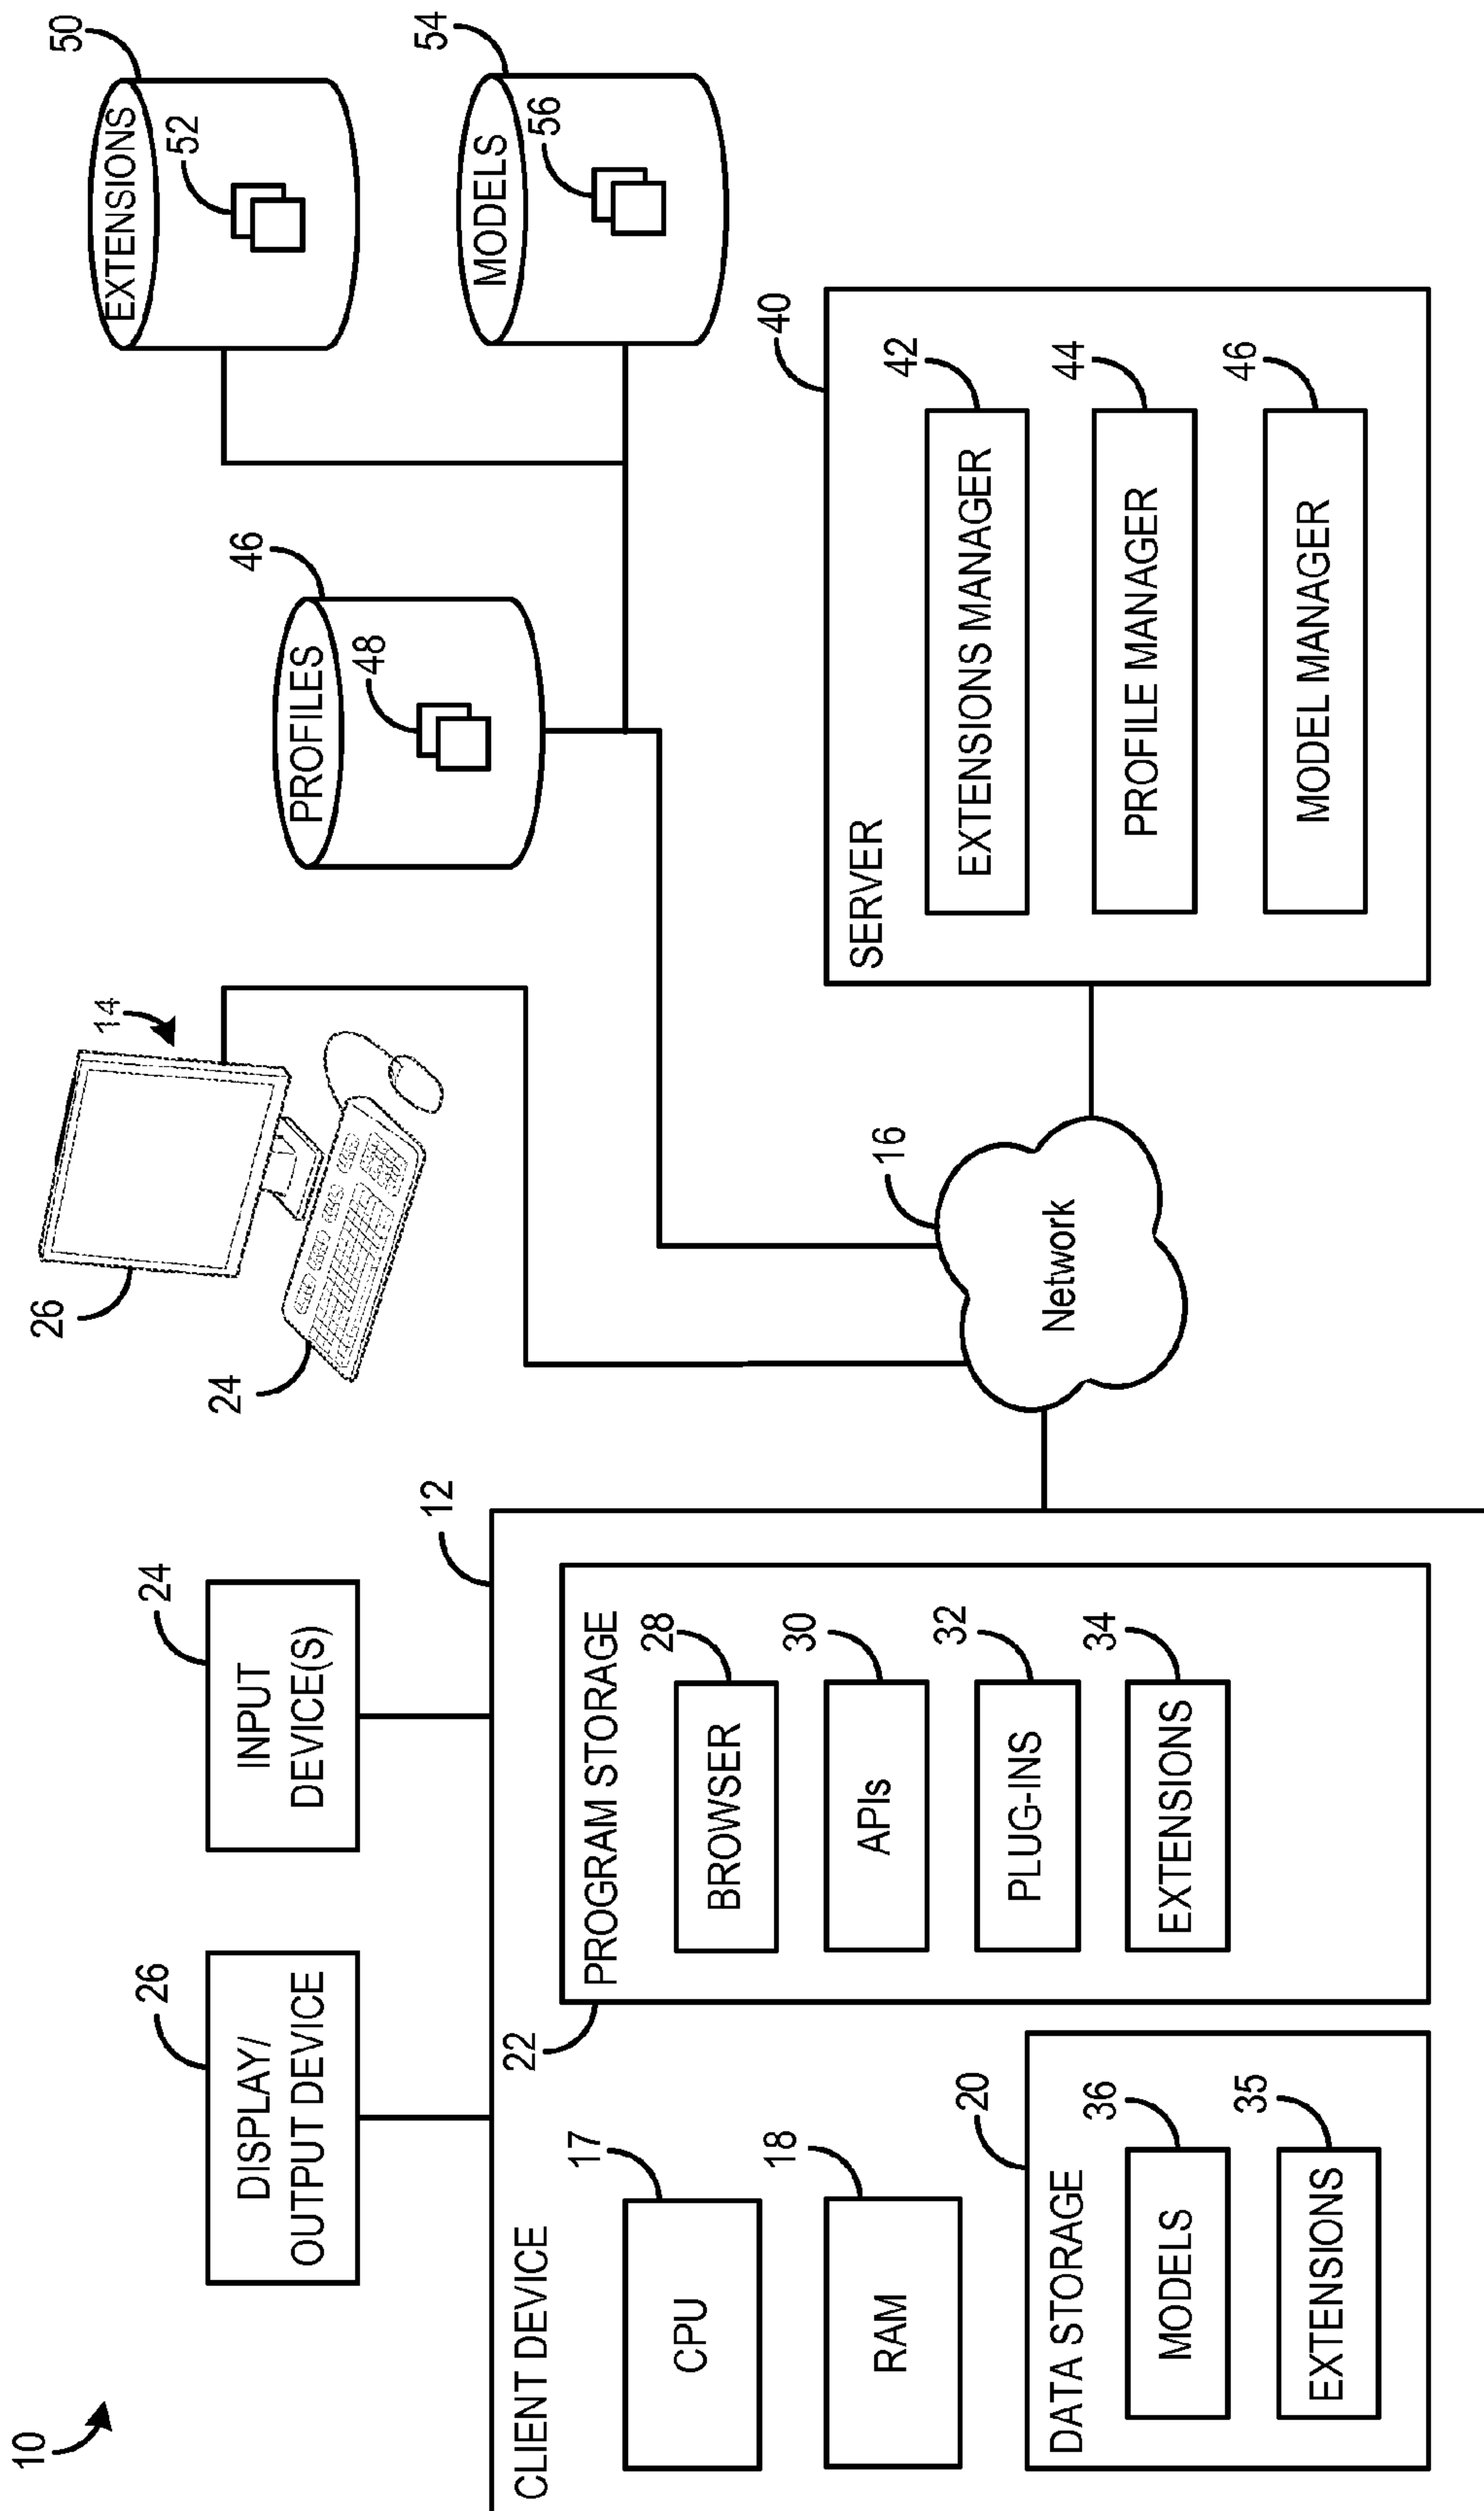 10
DISPLAY/
OUTPUT DEVICE
26
INPUT
DEVICE(S)
24
12
CLIENT DEVICE
CPU
17
RAM
18
DATA STORAGE
20
MODELS
36
EXTENSIONS
35
22
PROGRAM STORAGE
BROWSER
28
APIs
30
PLUG-INS
32
EXTENSIONS
34
26
24
14
16
Network
PROFILES
46
48
EXTENSIONS
50
52
MODELS
54
56
SERVER
40
EXTENSIONS MANAGER
42
PROFILE MANAGER
44
MODEL MANAGER
46